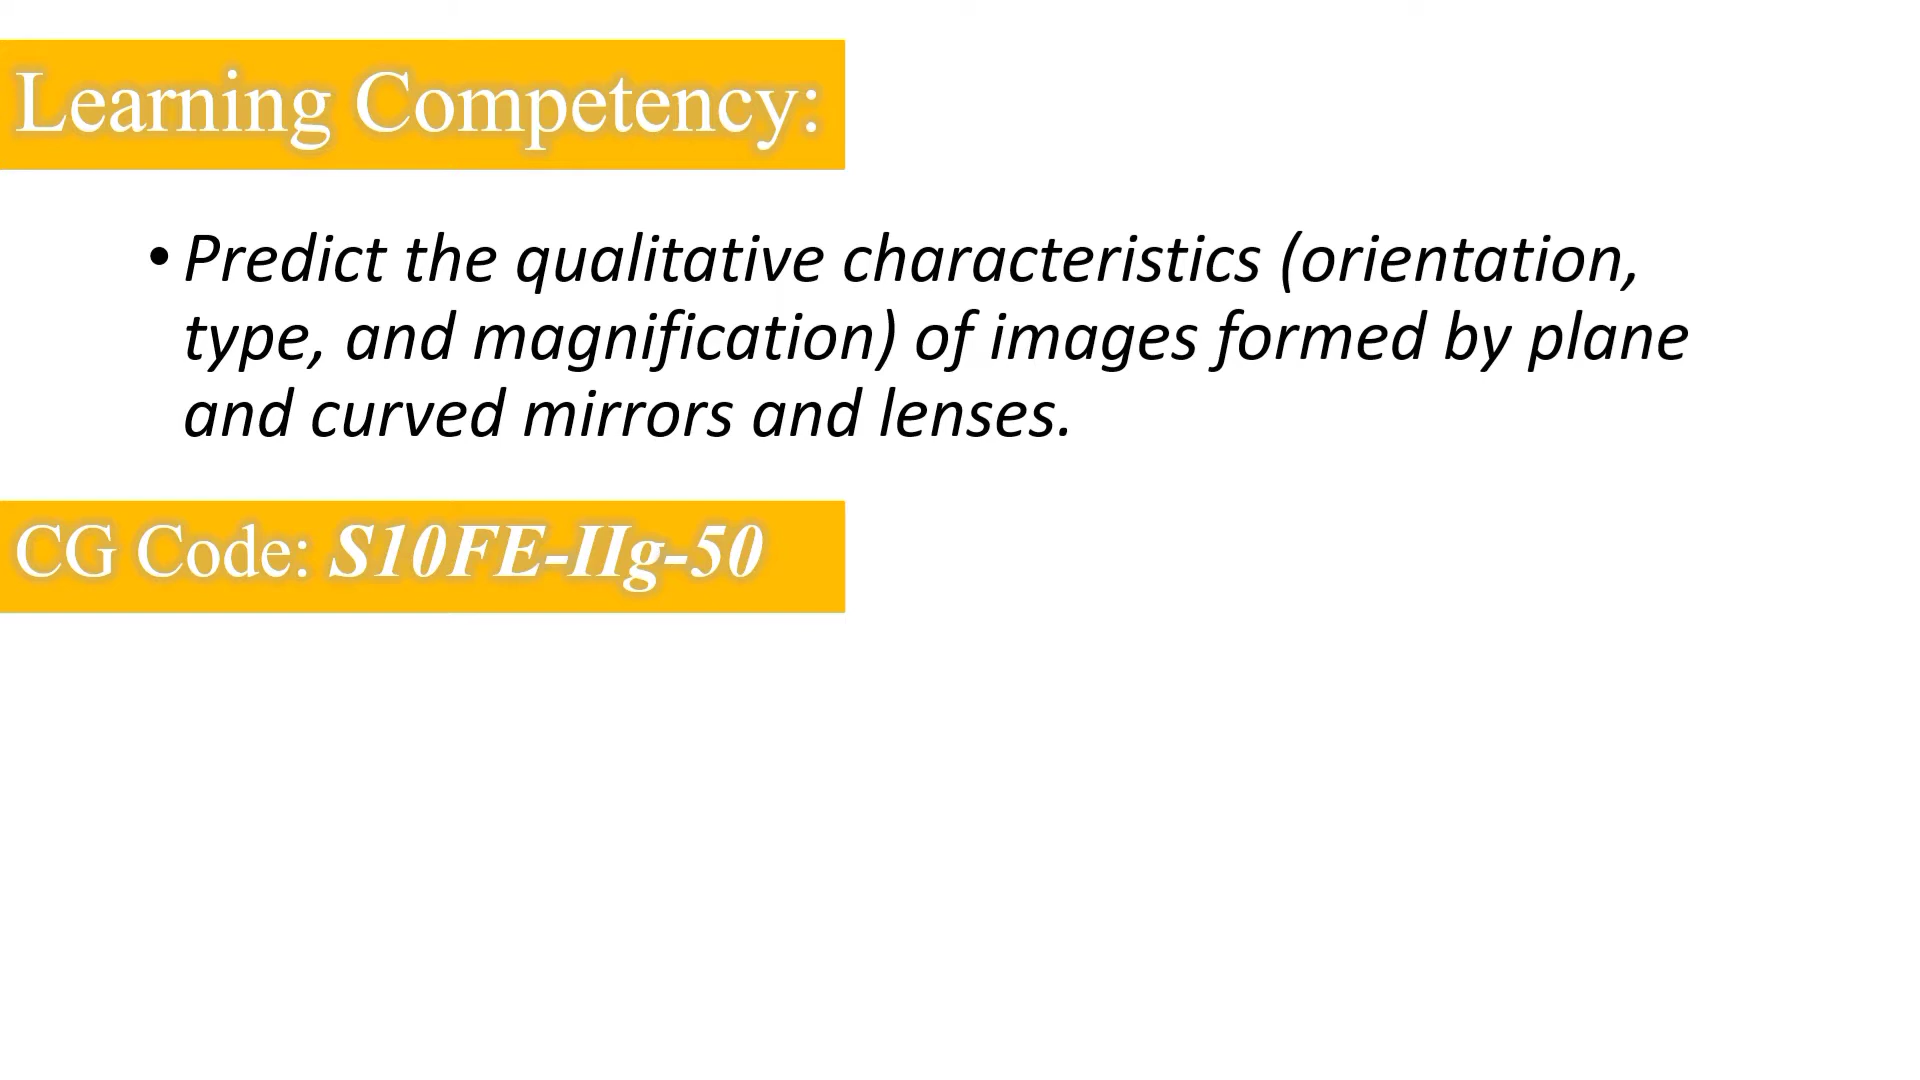 Learning Competency:
• Predict the qualitative characteristics (orientation,
type, and magnification) of images formed by plane
and curved mirrors and lenses.
CG Code: S10FE-IIg-50